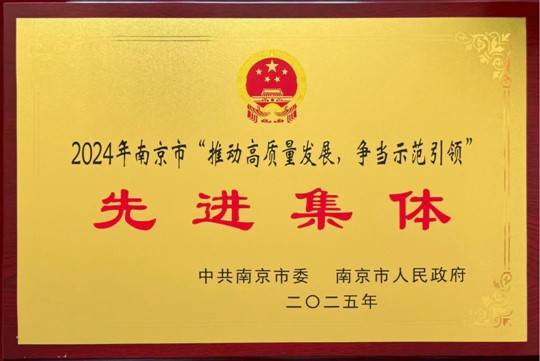 2024年南京市“推动高质量发展，争当示范引领”
先进集体
中共南京市委 南京市人民政府
二〇二五年